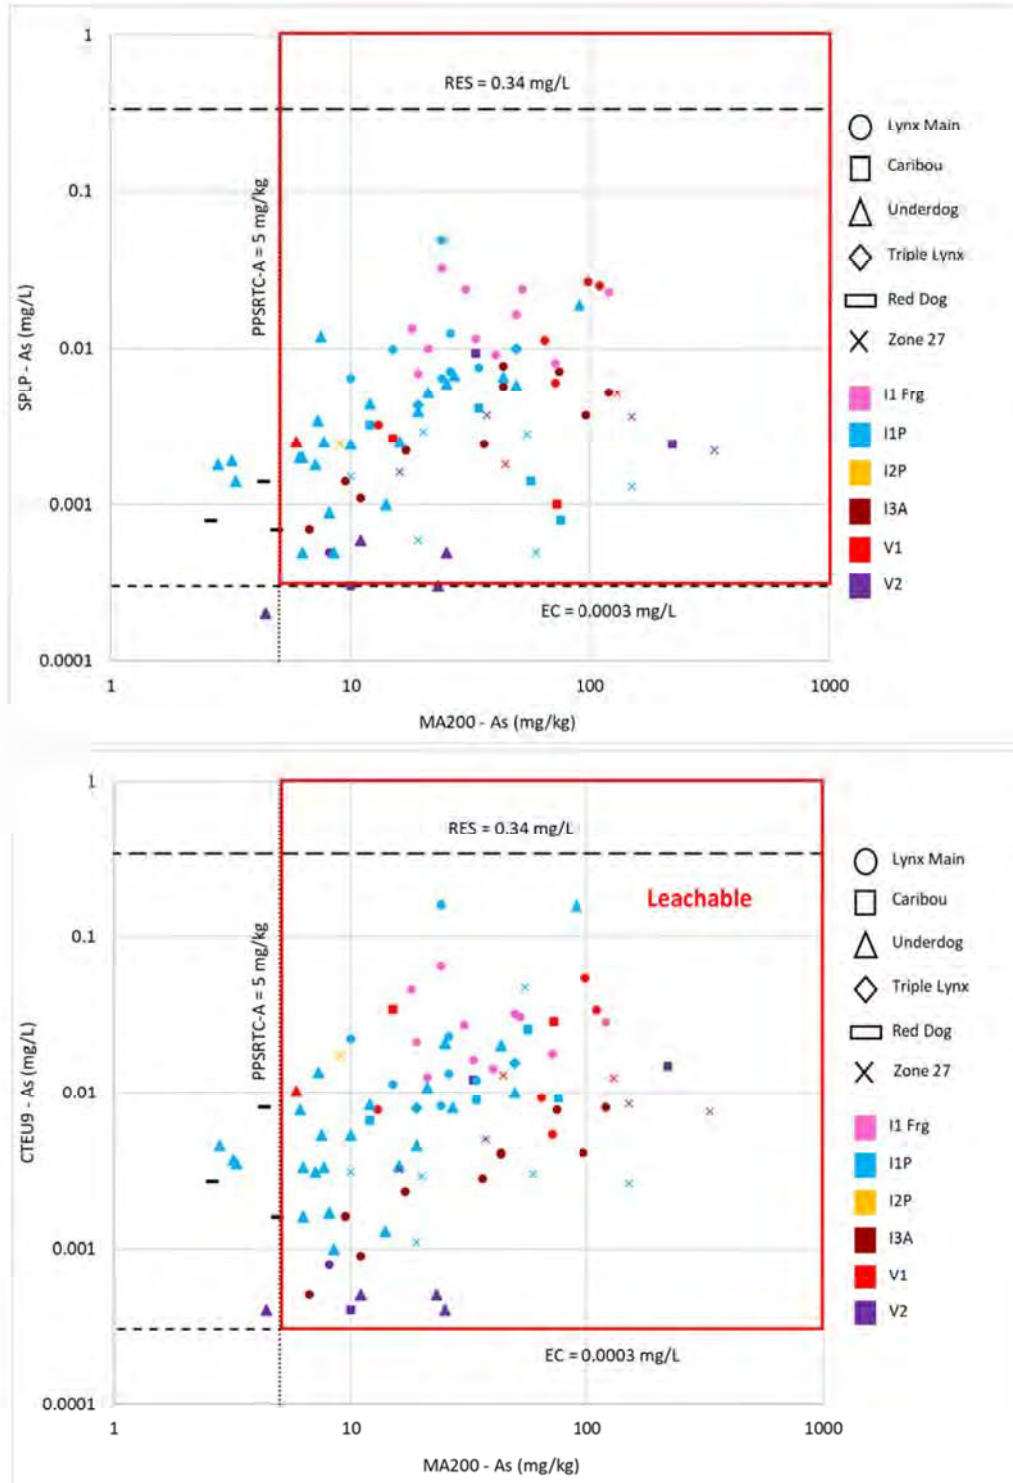 1
RES = 0.34 mg/L
0.1
PPSRTC-A = 5 mg/kg
SPLP - As (mg/L)
0.01
0.001
EC = 0.0003 mg/L
0.0001
1 10 100 1000
MA200 - As (mg/kg)
Lynx Main
Caribou
Underdog
Triple Lynx
Red Dog
Zone 27
I1 Frg
I1P
I2P
I3A
V1
V2
1
RES = 0.34 mg/L
Leachable
0.1
PPSRTC-A = 5 mg/kg
CTEU9 - As (mg/L)
0.01
0.001
EC = 0.0003 mg/L
0.0001
1 10 100 1000
MA200 - As (mg/kg)
Lynx Main
Caribou
Underdog
Triple Lynx
Red Dog
Zone 27
I1 Frg
I1P
I2P
I3A
V1
V2